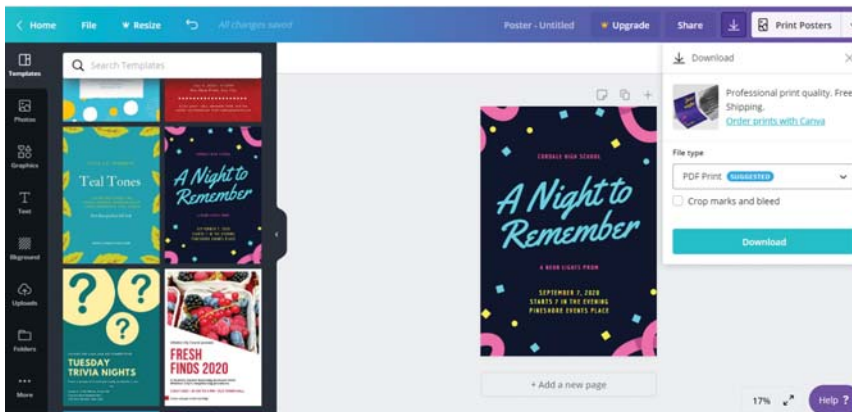 Home
File
Resize
All changes saved
Poster - Untitled
Upgrade
Share
Print Posters
Templates
Photos
Graphics
Text
Bkground
Uploads
Folders
More
Search Templates
Teal Tones
A Night to
Remember
TUESDAY
TRIVIA NIGHTS
FRESH
FINDS 2020
CORDALE HIGH SCHOOL
A Night to
Remember
A NEON LIGHTS PROM
SEPTEMBER 7, 2020
STARTS 7 IN THE EVENING
PINESHORE EVENTS PLACE
+ Add a new page
Download
Professional print quality. Free
Shipping.
Order prints with Canva
File type
PDF Print SUGGESTED
Crop marks and bleed
Download
17%
Help ?